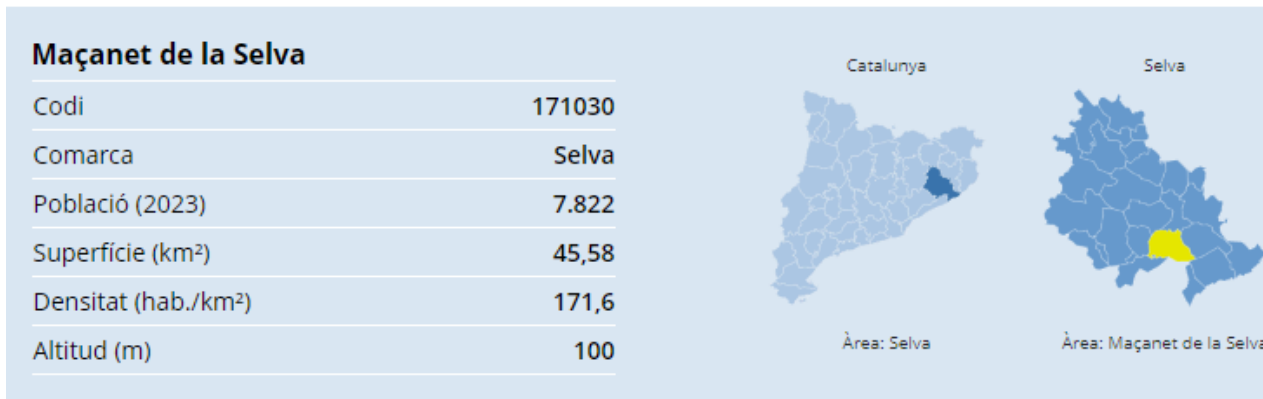 Maçanet de la Selva
Codi 171030
Comarca Selva
Població (2023) 7.822
Superfície (km²) 45,58
Densitat (hab./km²) 171,6
Altitud (m) 100
Catalunya
Àrea: Selva
Selva
Àrea: Maçanet de la Selva